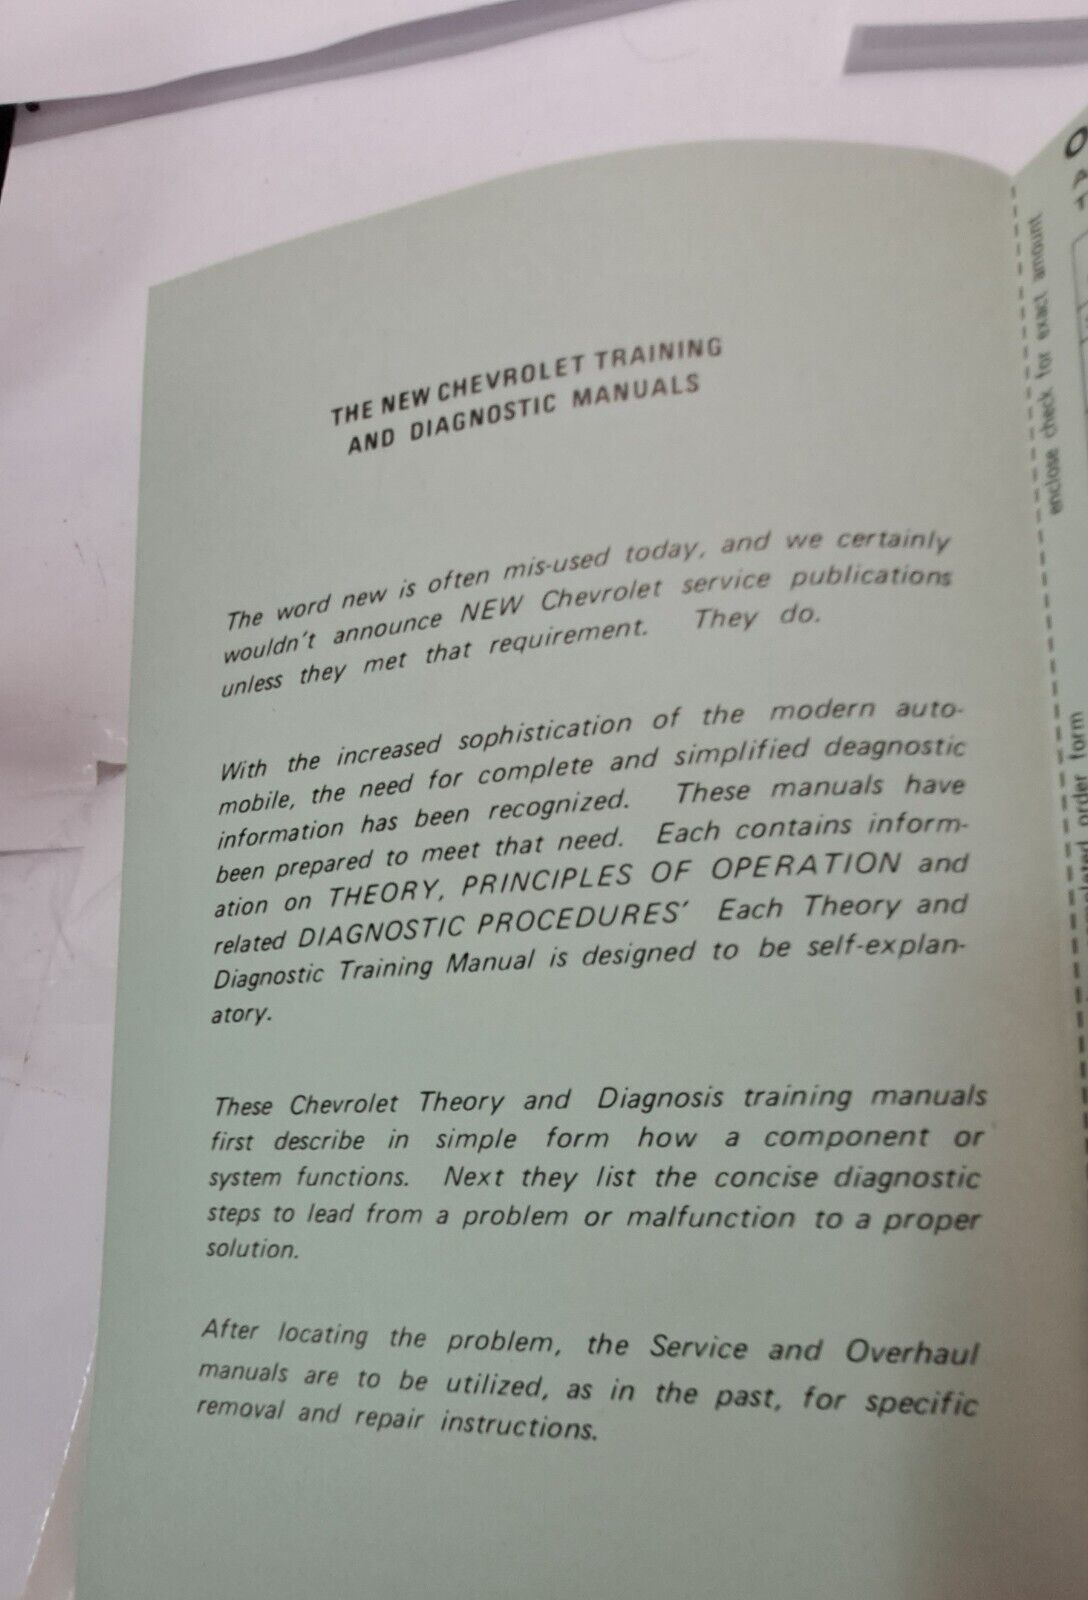 THE NEW CHEVROLET TRAINING
AND DIAGNOSTIC MANUALS
The word new is often mis-used today, and we certainly
wouldn't announce NEW Chevrolet service publications
unless they met that requirement. They do.
With the increased sophistication of the modern auto-
mobile, the need for complete and simplified deagnostic
information has been recognized. These manuals have
been prepared to meet that need. Each contains inform-
ation on THEORY, PRINCIPLES OF OPERATION and
related DIAGNOSTIC PROCEDURES' Each Theory and
Diagnostic Training Manual is designed to be self-explan-
atory.
These Chevrolet Theory and Diagnosis training manuals
first describe in simple form how a component or
system functions. Next they list the concise diagnostic
steps to lead from a problem or malfunction to a proper
solution.
After locating the problem, the Service and Overhaul
manuals are to be utilized, as in the past, for specific
removal and repair instructions.
enclose check for exact amount
order form